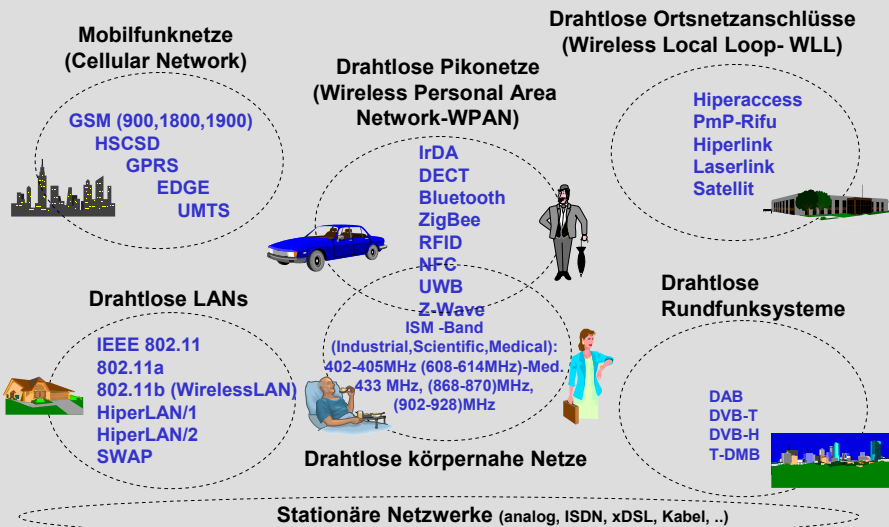 Mobilfunknetze
(Cellular Network)
GSM (900,1800,1900)
HSCSD
GPRS
EDGE
UMTS
Drahtlose Pikonetze
(Wireless Personal Area
Network-WPAN)
IrDA
DECT
Bluetooth
ZigBee
RFID
NFC
UWB
Z-Wave
Drahtlose Ortsnetzanschlüsse
(Wireless Local Loop- WLL)
Hiperaccess
PmP-Rifu
Hiperlink
Laserlink
Satellit
Drahtlose LANs
IEEE 802.11
802.11a
802.11b (WirelessLAN)
HiperLAN/1
HiperLAN/2
SWAP
ISM -Band
(Industrial,Scientific,Medical):
402-405MHz (608-614MHz)-Med.
433 MHz, (868-870)MHz,
(902-928)MHz
Drahtlose körpernahe Netze
Drahtlose
Rundfunksysteme
DAB
DVB-T
DVB-H
T-DMB
Stationäre Netzwerke (analog, ISDN, xDSL, Kabel, ..)